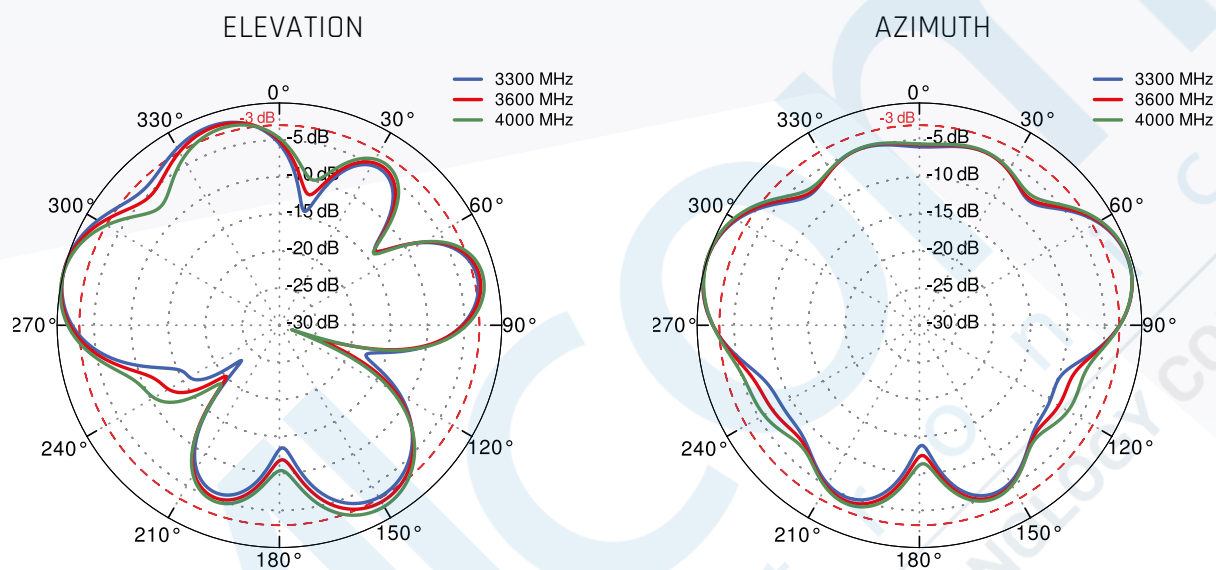 ELEVATION
3300 MHz
3600 MHz
4000 MHz
0°
30°
60°
90°
120°
150°
180°
210°
240°
270°
300°
330°
-3 dB
-5 dB
-10 dB
-15 dB
-20 dB
-25 dB
-30 dB
AZIMUTH
3300 MHz
3600 MHz
4000 MHz
0°
30°
60°
90°
120°
150°
180°
210°
240°
270°
300°
330°
-3 dB
-5 dB
-10 dB
-15 dB
-20 dB
-25 dB
-30 dB